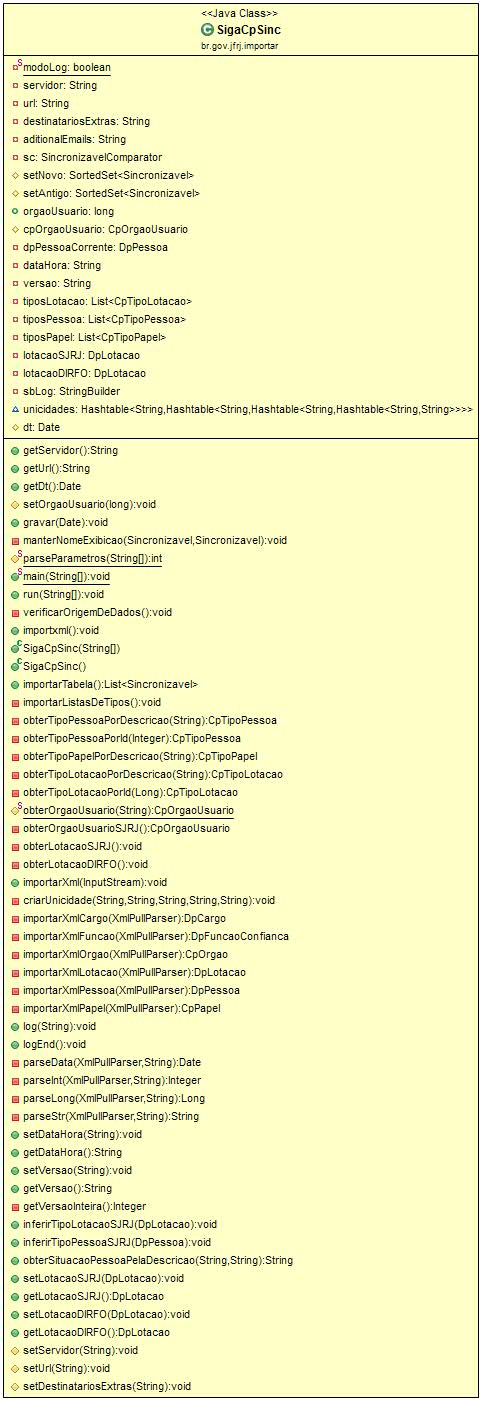 <<Java Class>>
SigaCpSinc
br.gov.jfrj.importar
modoLog: boolean
servidor: String
url: String
destinatariosExtras: String
aditionalEmails: String
sc: SincronizavelComparator
setNovo: SortedSet<Sincronizavel>
setAntigo: SortedSet<Sincronizavel>
orgaoUsuario: long
cpOrgaoUsuario: CpOrgaoUsuario
dpPessoaCorrente: DpPessoa
dataHora: String
versao: String
tiposLotacao: List<CpTipoLotacao>
tiposPessoa: List<CpTipoPessoa>
tiposPapel: List<CpTipoPapel>
lotacaoSJRJ: DpLotacao
lotacaoDIRFO: DpLotacao
sbLog: StringBuilder
unicidades: Hashtable<String,Hashtable<String,Hashtable<String,Hashtable<String,String>>>>
dt: Date
getServidor():String
getUrl():String
getDt():Date
setOrgaoUsuario(long):void
gravar(Date):void
manterNomeExibicao(Sincronizavel,Sincronizavel):void
parseParametros(String[]):int
main(String[]):void
run(String[]):void
verificarOrigemDeDados():void
importxml():void
SigaCpSinc(String[])
SigaCpSinc()
importarTabela():List<Sincronizavel>
importarListasDeTipos():void
obterTipoPessoaPorDescricao(String):CpTipoPessoa
obterTipoPessoaPorId(Integer):CpTipoPessoa
obterTipoPapelPorDescricao(String):CpTipoPapel
obterTipoLotacaoPorDescricao(String):CpTipoLotacao
obterTipoLotacaoPorId(Long):CpTipoLotacao
obterOrgaoUsuario(String):CpOrgaoUsuario
obterOrgaoUsuarioSJRJ():CpOrgaoUsuario
obterLotacaoSJRJ():void
obterLotacaoDIRFO():void
importarXml(InputStream):void
criarUnicidade(String,String,String,String,String):void
importarXmlCargo(XmlPullParser):DpCargo
importarXmlFuncao(XmlPullParser):DpFuncaoConfianca
importarXmlOrgao(XmlPullParser):CpOrgao
importarXmlLotacao(XmlPullParser):DpLotacao
importarXmlPessoa(XmlPullParser):DpPessoa
importarXmlPapel(XmlPullParser):CpPapel
log(String):void
logEnd():void
parseData(XmlPullParser,String):Date
parseInt(XmlPullParser,String):Integer
parseLong(XmlPullParser,String):Long
parseStr(XmlPullParser,String):String
setDataHora(String):void
getDataHora():String
setVersao(String):void
getVersao():String
getVersaoInteira():Integer
inferirTipoLotacaoSJRJ(DpLotacao):void
inferirTipoPessoaSJRJ(DpPessoa):void
obterSituacaoPessoaPelaDescricao(String,String):String
setLotacaoSJRJ(DpLotacao):void
getLotacaoSJRJ():DpLotacao
setLotacaoDIRFO(DpLotacao):void
getLotacaoDIRFO():DpLotacao
setServidor(String):void
setUrl(String):void
setDestinatariosExtras(String):void